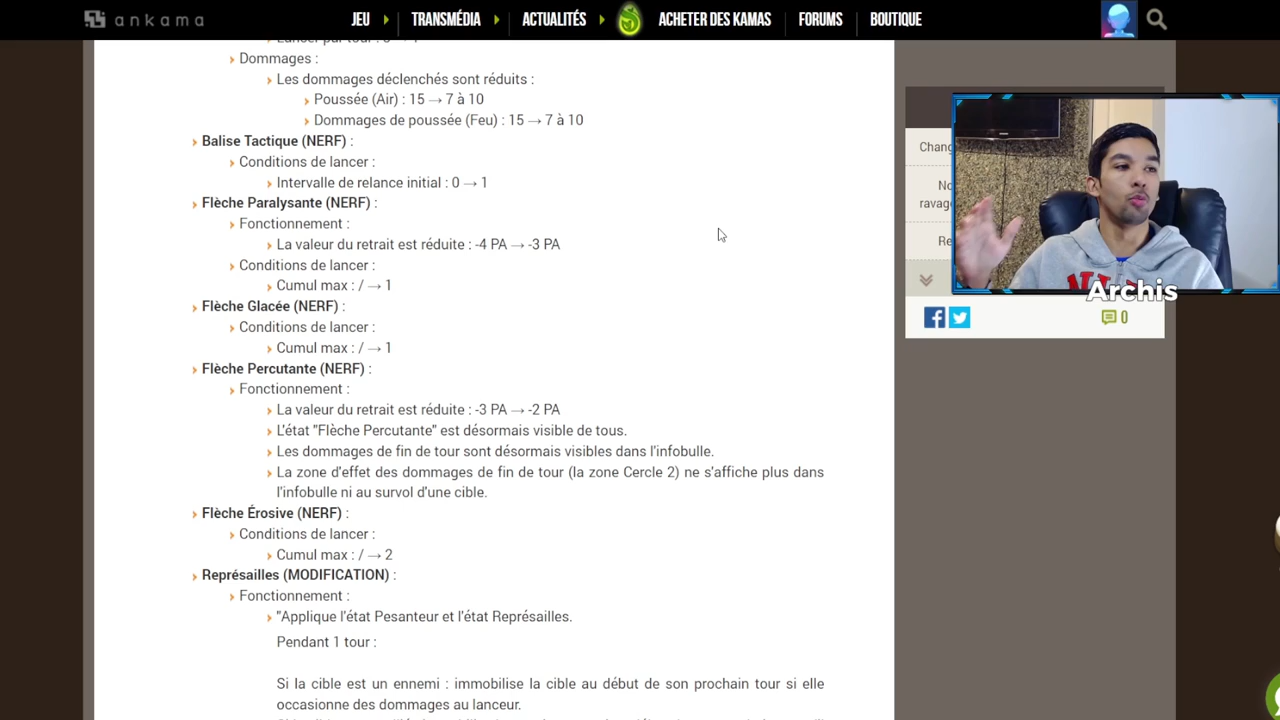 ankama
JEU
TRANSMÉDIA
ACTUALITÉS
ACHETER DES KAMAS
FORUMS
BOUTIQUE
Dommages :
Les dommages déclenchés sont réduits :
Poussée (Air) : 15 → 7 à 10
Dommages de poussée (Feu) : 15 → 7 à 10
Balise Tactique (NERF) :
Conditions de lancer :
Intervalle de relance initial : 0 → 1
Flèche Paralysante (NERF) :
Fonctionnement :
La valeur du retrait est réduite : -4 PA → -3 PA
Conditions de lancer :
Cumul max : / → 1
Flèche Glacée (NERF) :
Conditions de lancer :
Cumul max : / → 1
Flèche Percutante (NERF) :
Fonctionnement :
La valeur du retrait est réduite : -3 PA → -2 PA
L'état "Flèche Percutante" est désormais visible de tous.
Les dommages de fin de tour sont désormais visibles dans l'infobulle.
La zone d'effet des dommages de fin de tour (la zone Cercle 2) ne s'affiche plus dans
l'infobulle ni au survol d'une cible.
Flèche Érosive (NERF) :
Conditions de lancer :
Cumul max : / → 2
Représailles (MODIFICATION) :
Fonctionnement :
"Applique l'état Pesanteur et l'état Représailles.
Pendant 1 tour :
Si la cible est un ennemi : immobilise la cible au début de son prochain tour si elle
occasionne des dommages au lanceur.
Chang
No
ravag
Re
Archis
0